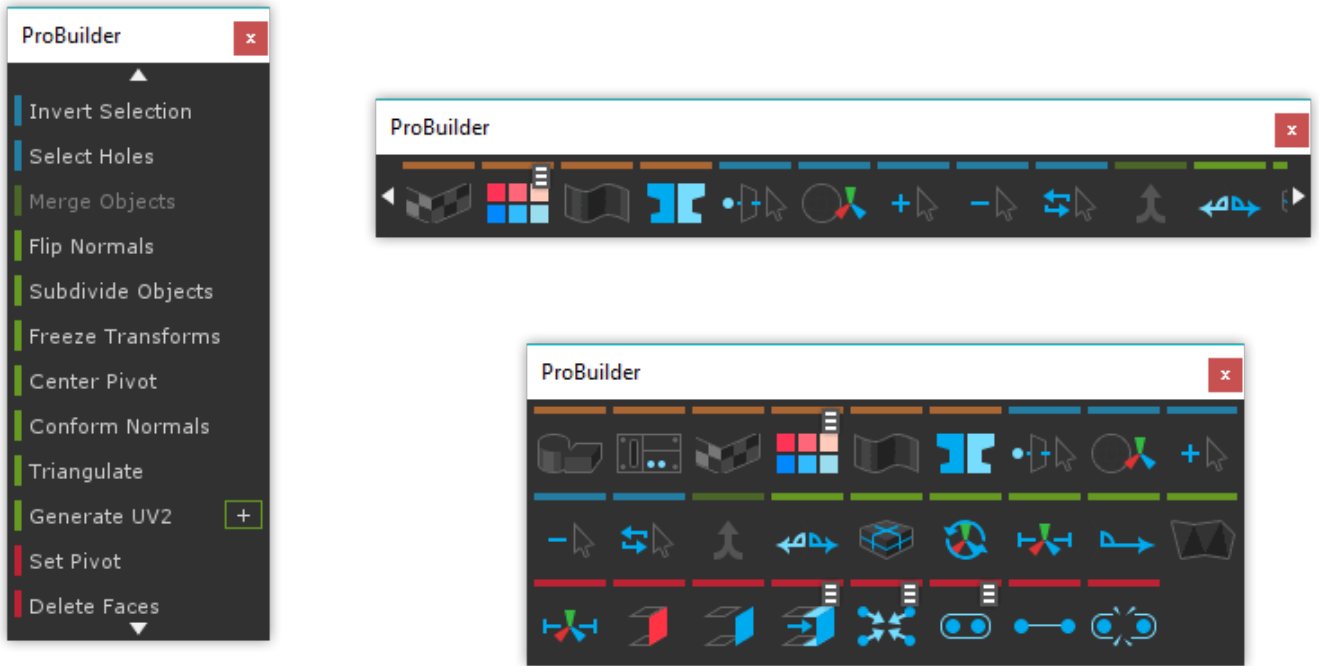 ProBuilder
x
Invert Selection
Select Holes
Merge Objects
Flip Normals
Subdivide Objects
Freeze Transforms
Center Pivot
Conform Normals
Triangulate
Generate UV2 +
Set Pivot
Delete Faces
ProBuilder
x
ProBuilder
x